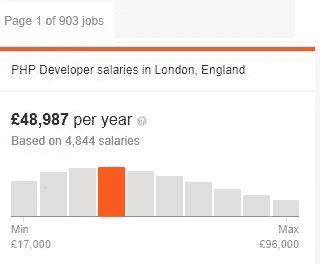 Page 1 of 903 jobs
PHP Developer salaries in London, England
£48,987 per year ?
Based on 4,844 salaries
Min Max
£17,000 £96,000